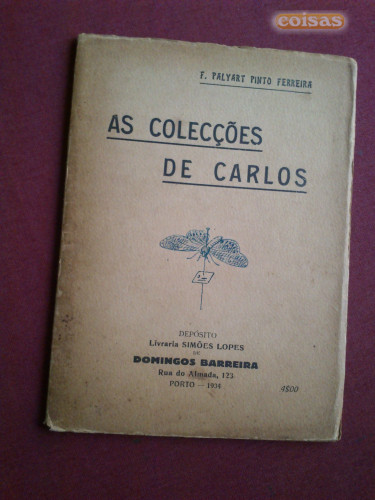 coisas
F. PALYART PINTO FERREIRA
AS COLECÇÕES
DE CARLOS
DEPÓSITO
Livraria SIMÕES LOPES
DE
DOMINGOS BARREIRA
Rua do Almada, 123
PORTO — 1934
4$00